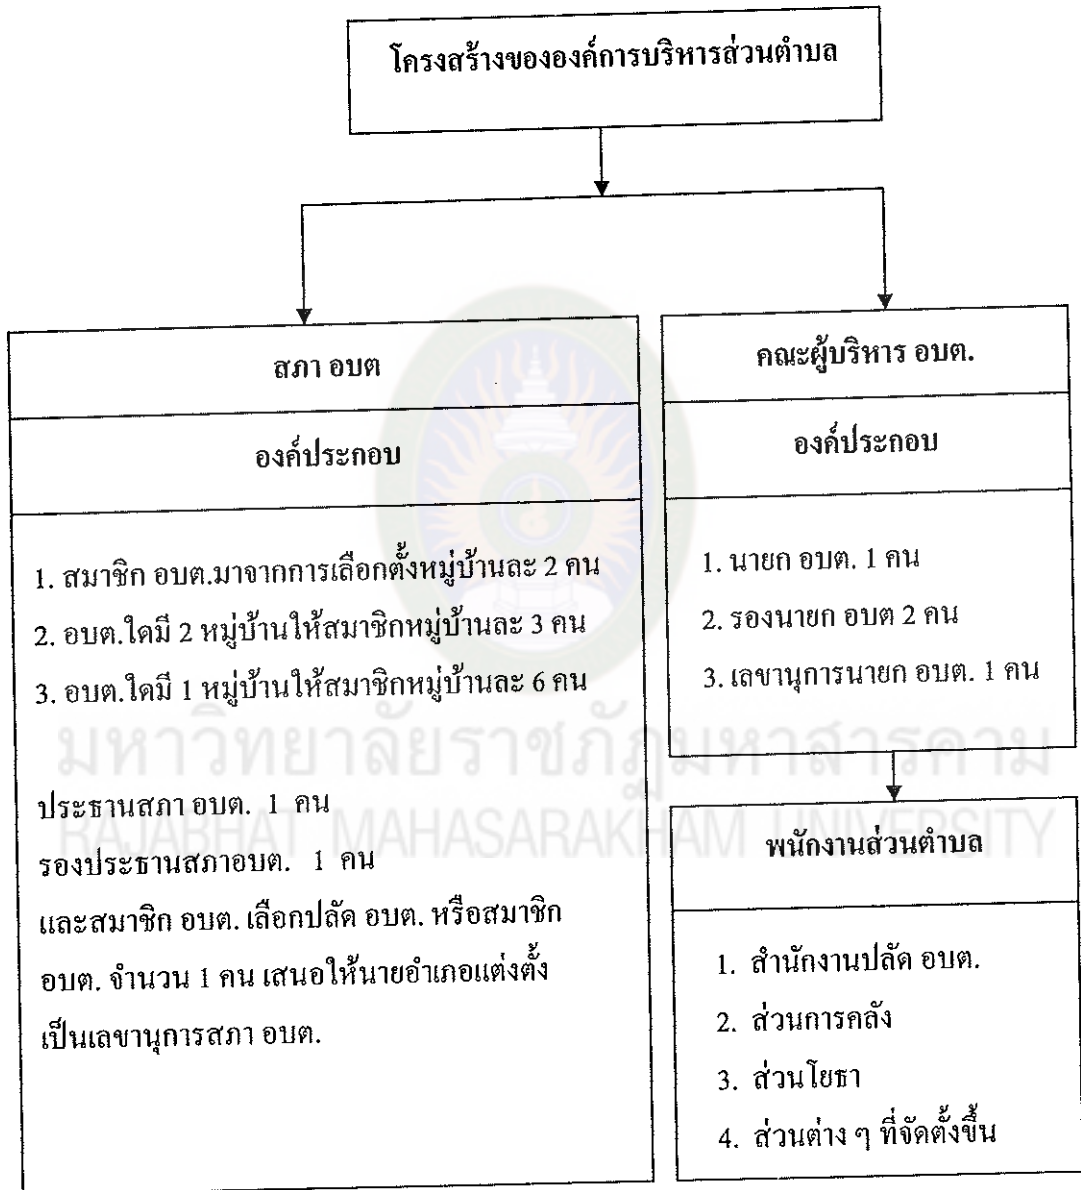 โครงสร้างขององค์การบริหารส่วนตำบล
สภา อบต
องค์ประกอบ
1. สมาชิก อบต.มาจากการเลือกตั้งหมู่บ้านละ 2 คน
2. อบต.ใดมี 2 หมู่บ้านให้สมาชิกหมู่บ้านละ 3 คน
3. อบต.ใดมี 1 หมู่บ้านให้สมาชิกหมู่บ้านละ 6 คน
ประธานสภา อบต. 1 คน
รองประธานสภาอบต. 1 คน
และสมาชิก อบต. เลือกปลัด อบต. หรือสมาชิก
อบต. จำนวน 1 คน เสนอให้นายอำเภอแต่งตั้ง
เป็นเลขานุการสภา อบต.
คณะผู้บริหาร อบต.
องค์ประกอบ
1. นายก อบต. 1 คน
2. รองนายก อบต 2 คน
3. เลขานุการนายก อบต. 1 คน
พนักงานส่วนตำบล
1. สำนักงานปลัด อบต.
2. ส่วนการคลัง
3. ส่วนโยธา
4. ส่วนต่าง ๆ ที่จัดตั้งขึ้น
มหาวิทยาลัยราชภัฏมหาสารคาม
RAJABHAT MAHASARAKHAM UNIVERSITY